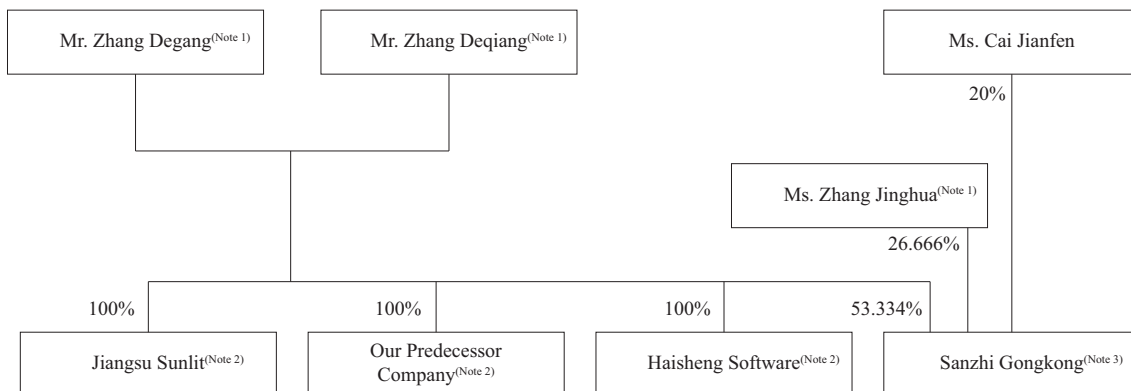 Mr. Zhang Degang(Note 1)
Mr. Zhang Deqiang(Note 1)
Ms. Cai Jianfen
20%
Ms. Zhang Jinghua(Note 1)
26.666%
100%
100%
100%
53.334%
Jiangsu Sunlit(Note 2)
Our Predecessor
Company(Note 2)
Haisheng Software(Note 2)
Sanzhi Gongkong(Note 3)